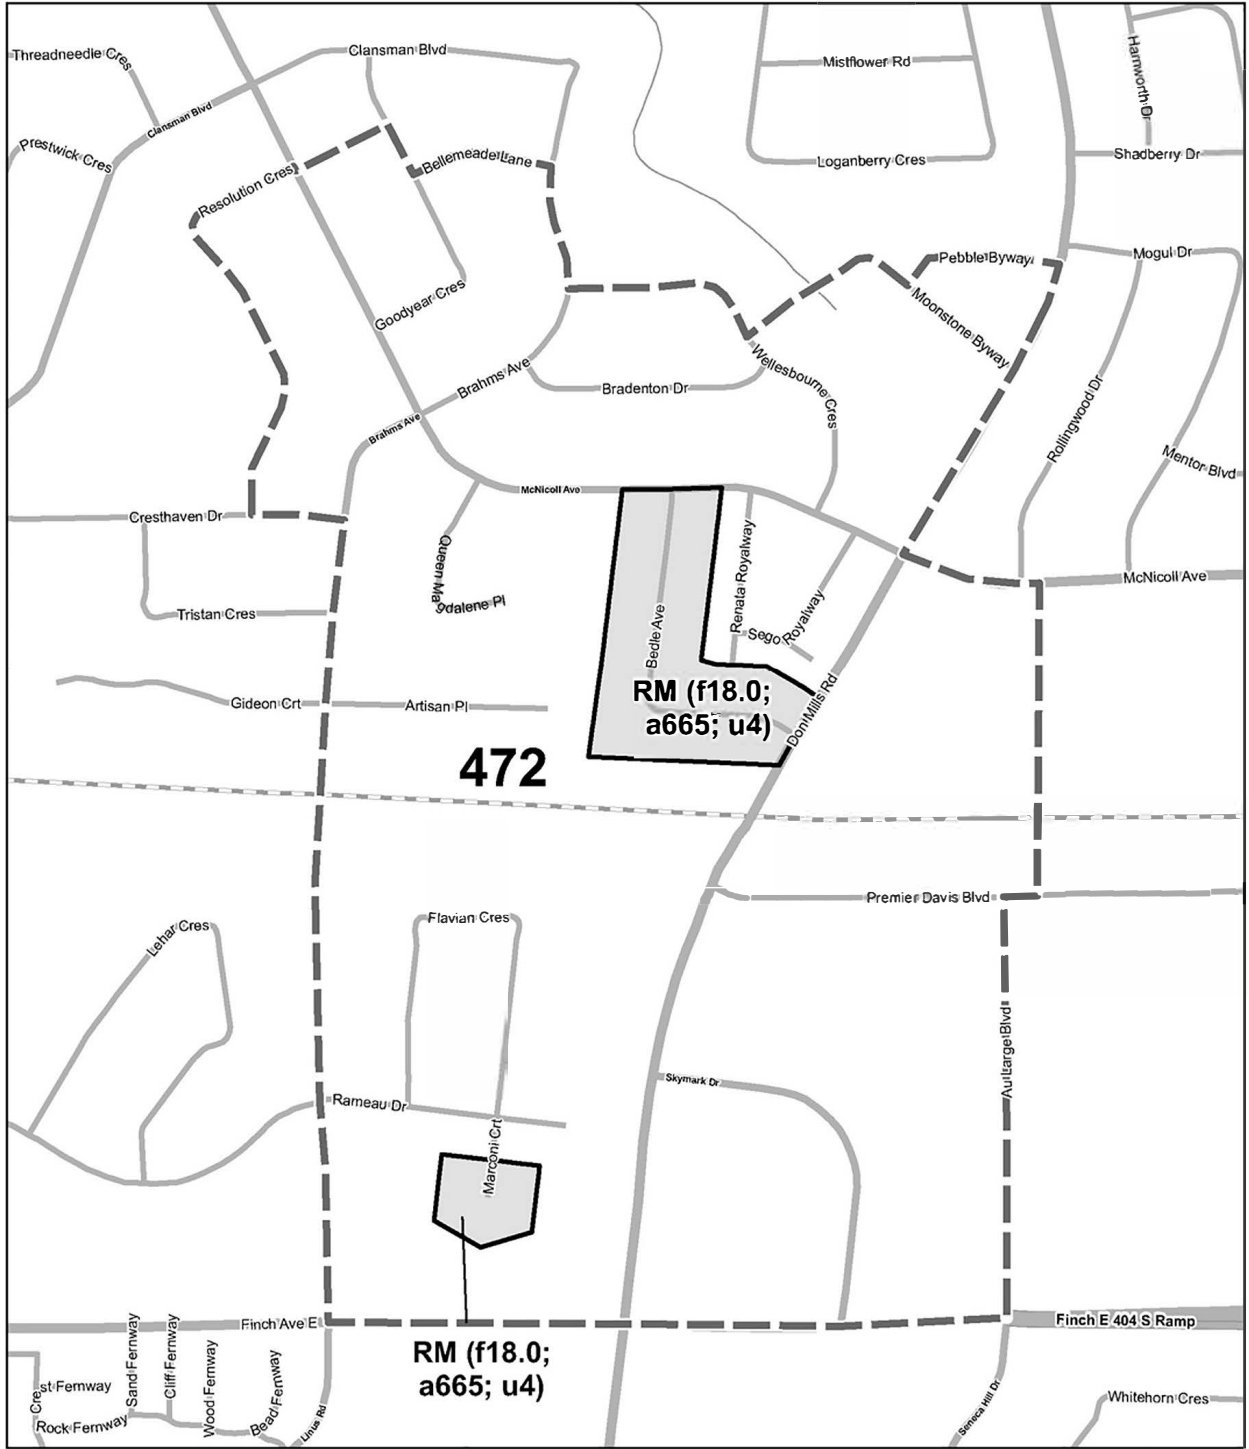 Threadneedle Cres
Clansman Blvd
Mistflower Rd
Harnworth Dr
Clansman Blvd
Prestwick Cres
Bellemeade Lane
Loganberry Cres
Shadberry Dr
Resolution Cres
Pebble Byway
Mogul Dr
Goodyear Cres
Moonstone Byway
Wellesbourne Cres
Brahms Ave
Bradenton Dr
Rollingwood Dr
Brahms Ave
Mentor Blvd
McNicoll Ave
Cresthaven Dr
Queen Magdalene Pl
Renata Royalway
McNicoll Ave
Tristan Cres
Bedle Ave
Sego Royalway
RM (f18.0;
a665; u4)
Don Mills Rd
Gideon Crt
Artisan Pl
472
Premier Davis Blvd
Lehar Cres
Flavian Cres
Au Large Blvd
Skymark Dr
Rameau Dr
Marconi Crt
Finch Ave E
Finch E 404 S Ramp
RM (f18.0;
a665; u4)
Sand Fernway
Cliff Fernway
Wood Fernway
Bead Fernway
Crest Fernway
Rock Fernway
Linus Rd
Seneca Hill Dr
Whitehorn Cres